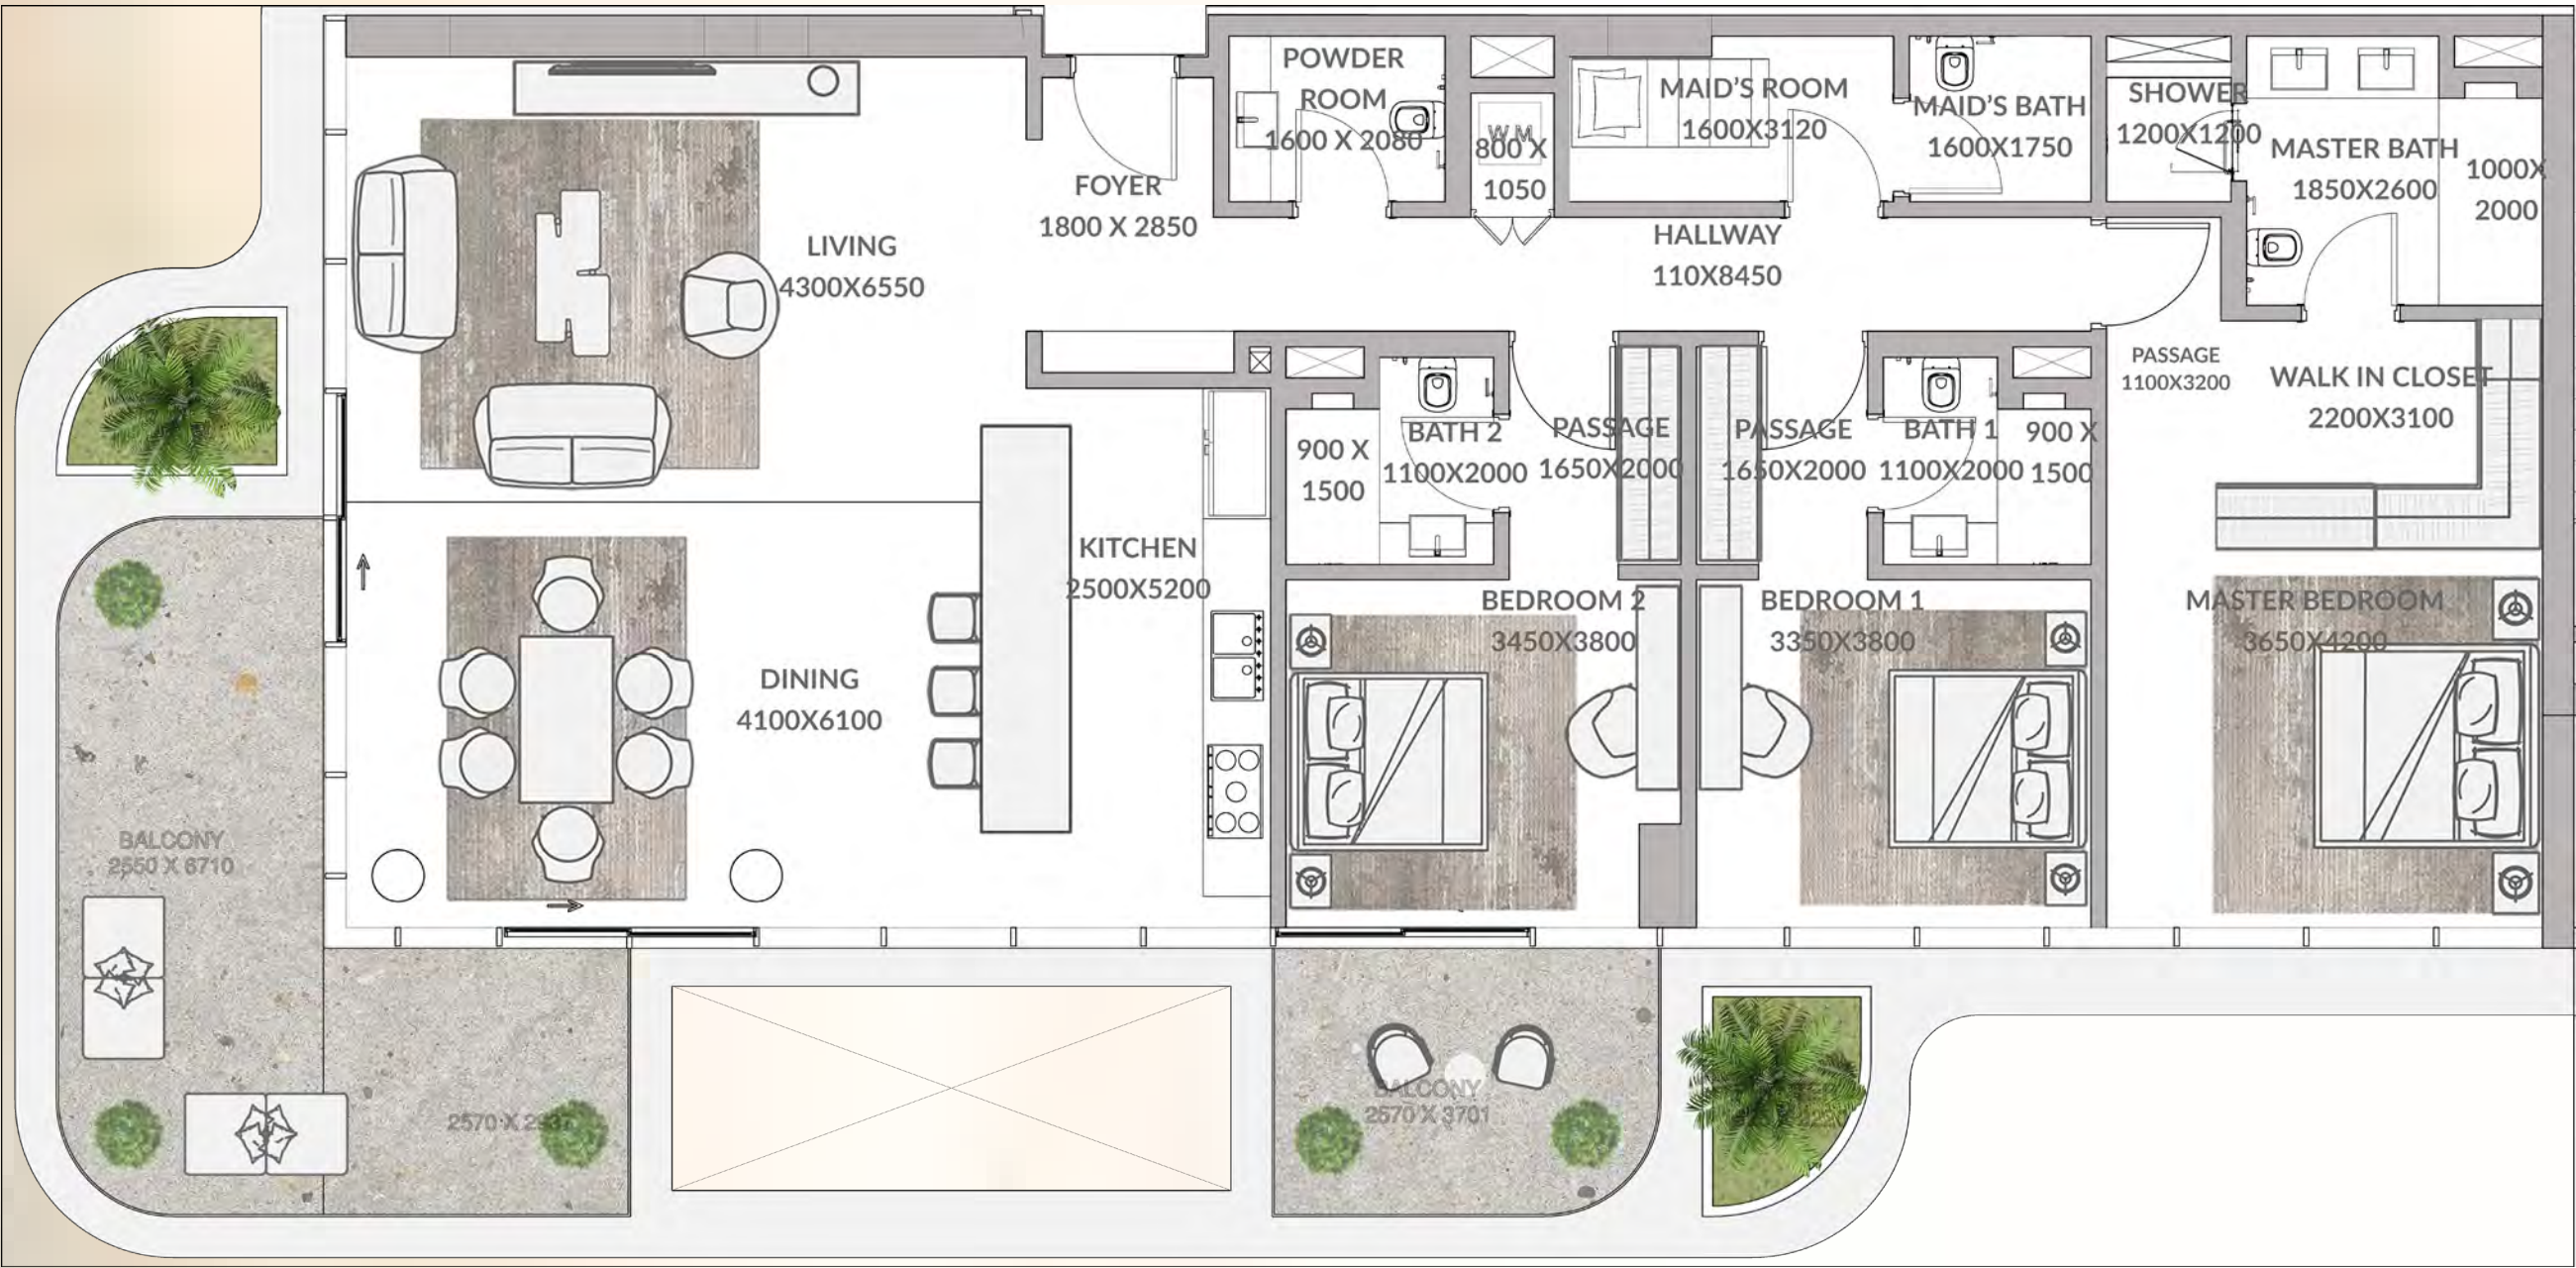 POWDER
ROOM
1600 X 2080
W.M
800 X
1050
MAID'S ROOM
1600X3120
MAID'S BATH
1600X1750
SHOWER
1200X1200
MASTER BATH
1850X2600
1000X
2000
FOYER
1800 X 2850
LIVING
4300X6550
HALLWAY
110X8450
PASSAGE
1100X3200
WALK IN CLOSET
2200X3100
900 X
1500
BATH 2
1100X2000
PASSAGE
1650X2000
PASSAGE
1650X2000
BATH 1
1100X2000
900 X
1500
KITCHEN
2500X5200
BEDROOM 2
3450X3800
BEDROOM 1
3350X3800
MASTER BEDROOM
3650X4200
DINING
4100X6100
BALCONY
2550 X 6710
2570 X
BALCONY
2570 X 3701